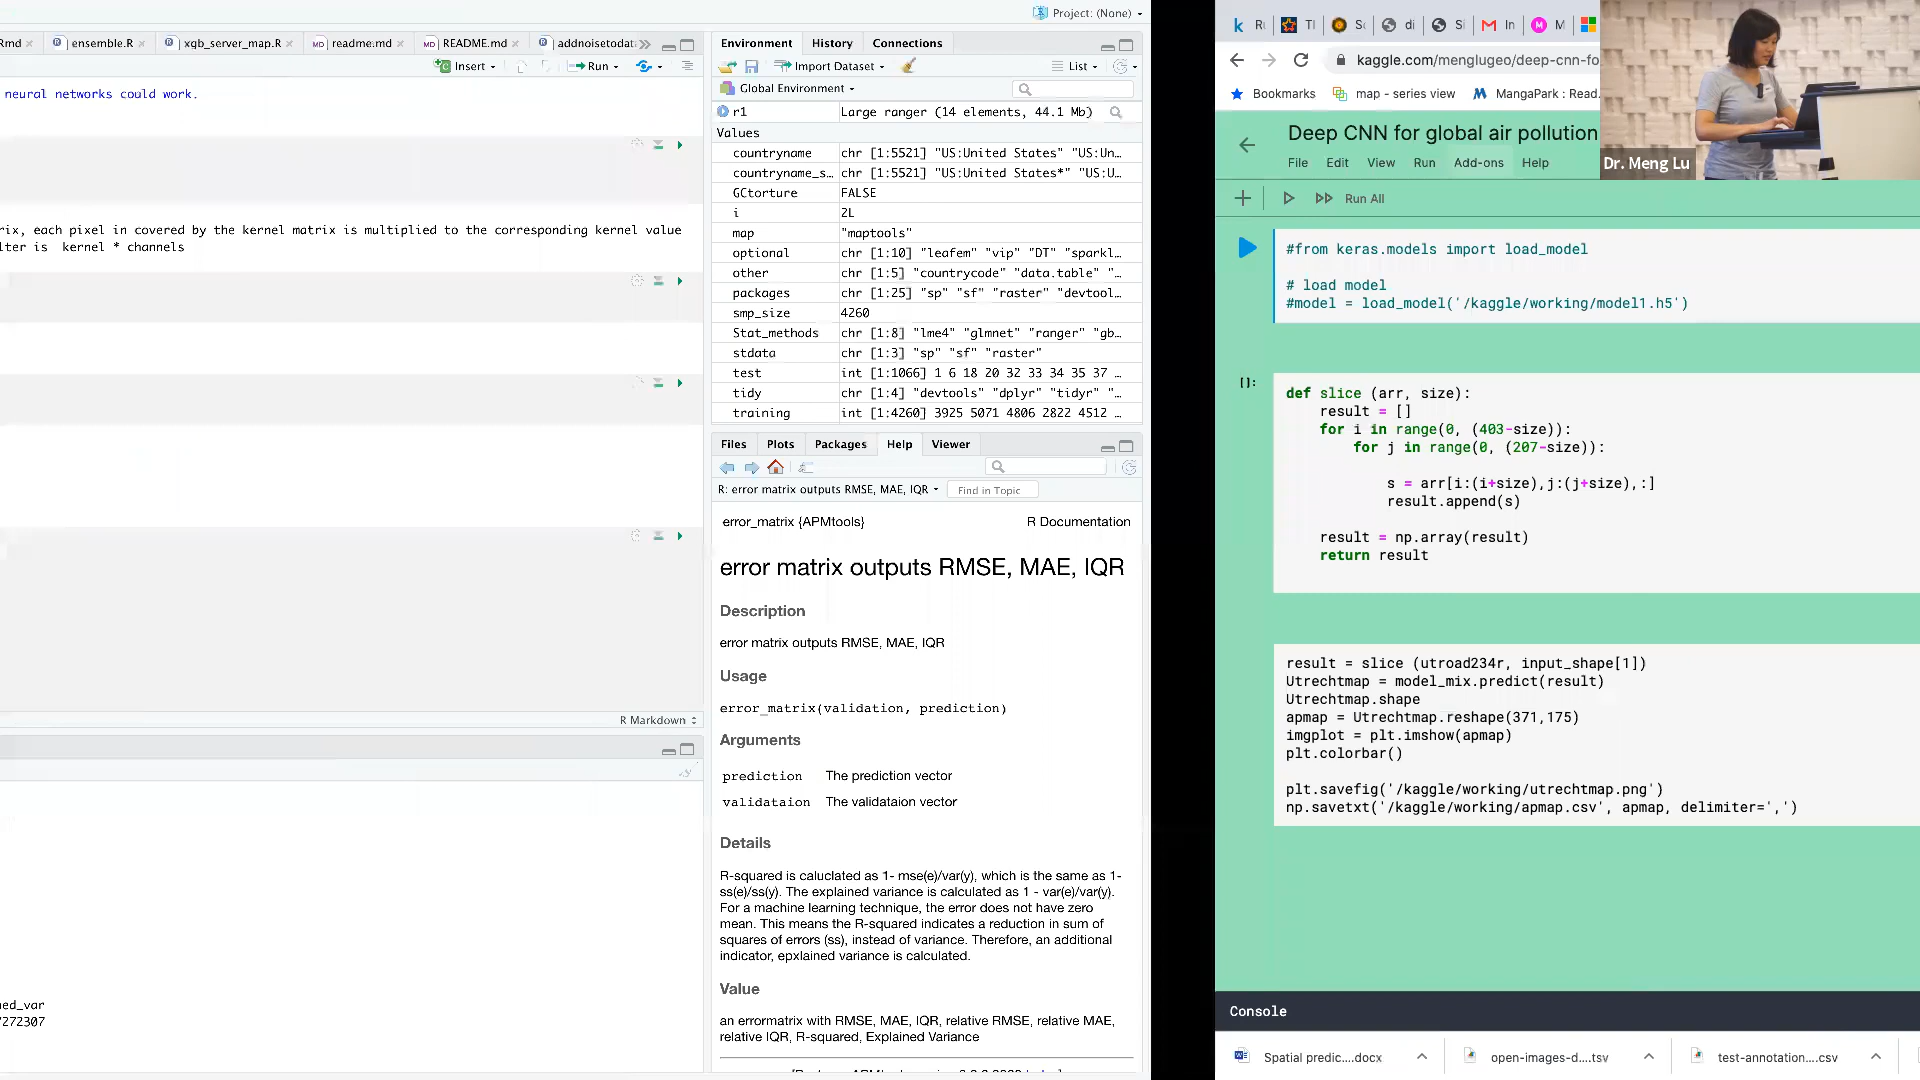 Project: (None)
Rmd
ensemble.R
xgb_server_map.R
readme.md
README.md
addnoisetodat
Insert
Run
neural networks could work.
rix, each pixel in covered by the kernel matrix is multiplied to the corresponding kernel value
lter is kernel * channels
R Markdown
ned_var
7272307
Environment
History
Connections
Import Dataset
List
Global Environment
r1
Large ranger (14 elements, 44.1 Mb)
Values
countryname
chr [1:5521] "US:United States" "US:Un…
countryname_s…
chr [1:5521] "US:United States*" "US:U…
GCtorture
FALSE
i
2L
map
"maptools"
optional
chr [1:10] "leafem" "vip" "DT" "sparkl…
other
chr [1:5] "countrycode" "data.table" "…
packages
chr [1:25] "sp" "sf" "raster" "devtool…
smp_size
4260
Stat_methods
chr [1:8] "lme4" "glmnet" "ranger" "gb…
stdata
chr [1:3] "sp" "sf" "raster"
test
int [1:1066] 1 6 18 20 32 33 34 35 37 …
tidy
chr [1:4] "devtools" "dplyr" "tidyr" "…
training
int [1:4260] 3925 5071 4806 2822 4512 …
Files
Plots
Packages
Help
Viewer
R: error matrix outputs RMSE, MAE, IQR
Find in Topic
error_matrix {APMtools}
R Documentation
error matrix outputs RMSE, MAE, IQR
Description
error matrix outputs RMSE, MAE, IQR
Usage
error_matrix(validation, prediction)
Arguments
prediction
The prediction vector
validataion
The validataion vector
Details
R-squared is caluclated as 1- mse(e)/var(y), which is the same as 1-
ss(e)/ss(y). The explained variance is calculated as 1 - var(e)/var(y).
For a machine learning technique, the error does not have zero
mean. This means the R-squared indicates a reduction in sum of
squares of errors (ss), instead of variance. Therefore, an additional
indicator, epxlained variance is calculated.
Value
an errormatrix with RMSE, MAE, IQR, relative RMSE, relative MAE,
relative IQR, R-squared, Explained Variance
k
Tl
Sc
di
Si
In
M
kaggle.com/menglugeo/deep-cnn-fo
Bookmarks
map - series view
MangaPark : Read
Deep CNN for global air pollution
File
Edit
View
Run
Add-ons
Help
Dr. Meng Lu
Run All
#from keras.models import load_model
# load model
#model = load_model('/kaggle/working/model1.h5')
[]:
def slice (arr, size):
result = []
for i in range(0, (403-size)):
for j in range(0, (207-size)):
s = arr[i:(i+size),j:(j+size),:]
result.append(s)
result = np.array(result)
return result
result = slice (utroad234r, input_shape[1])
Utrechtmap = model_mix.predict(result)
Utrechtmap.shape
apmap = Utrechtmap.reshape(371,175)
imgplot = plt.imshow(apmap)
plt.colorbar()
plt.savefig('/kaggle/working/utrechtmap.png')
np.savetxt('/kaggle/working/apmap.csv', apmap, delimiter=',')
Console
Spatial predic....docx
open-images-d....tsv
test-annotation....csv